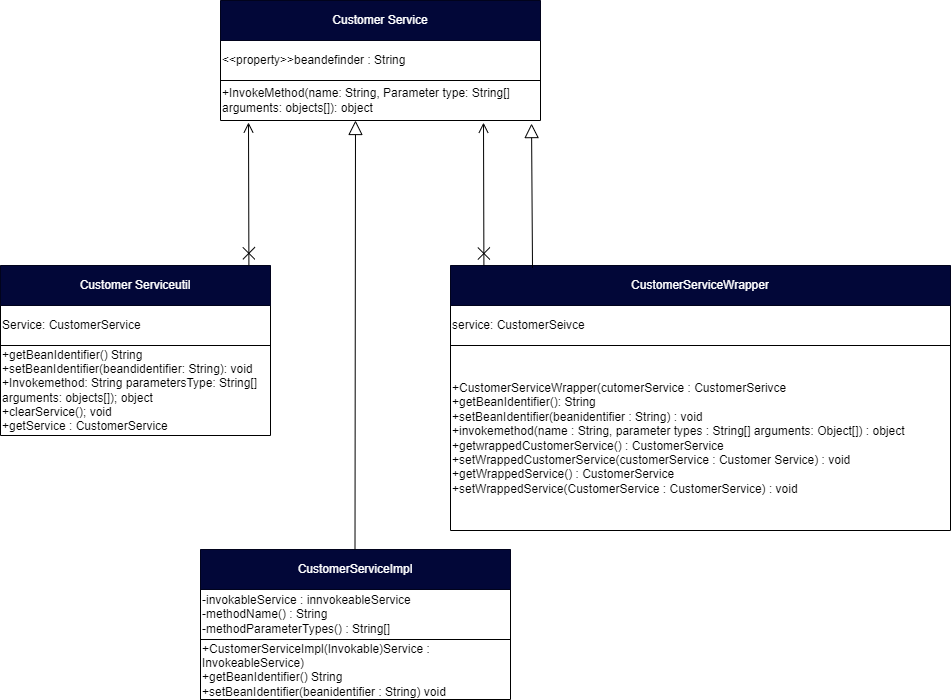 Customer Service
<<property>>beandefinder : String
+InvokeMethod(name: String, Parameter type: String[]
arguments: objects[]): object
Customer Serviceutil
Service: CustomerService
+getBeanIdentifier() String
+setBeanIdentifier(beandidentifier: String): void
+Invokemethod: String parametersType: String[]
arguments: objects[]); object
+clearService(); void
+getService : CustomerService
CustomerServiceWrapper
service: CustomerSeivce
+CustomerServiceWrapper(cutomerService : CustomerSerivce
+getBeanIdentifier(): String
+setBeanIdentifier(beanidentifier : String) : void
+invokemethod(name : String, parameter types : String[] arguments: Object[]) : object
+getwrappedCustomerService() : CustomerService
+setWrappedCustomerService(customerService : Customer Service) : void
+getWrappedService() : CustomerService
+setWrappedService(CustomerService : CustomerService) : void
CustomerServiceImpl
-invokableService : innvokeableService
-methodName() : String
-methodParameterTypes() : String[]
+CustomerServiceImpl(Invokable)Service :
InvokeableService)
+getBeanIdentifier() String
+setBeanIdentifier(beanidentifier : String) void